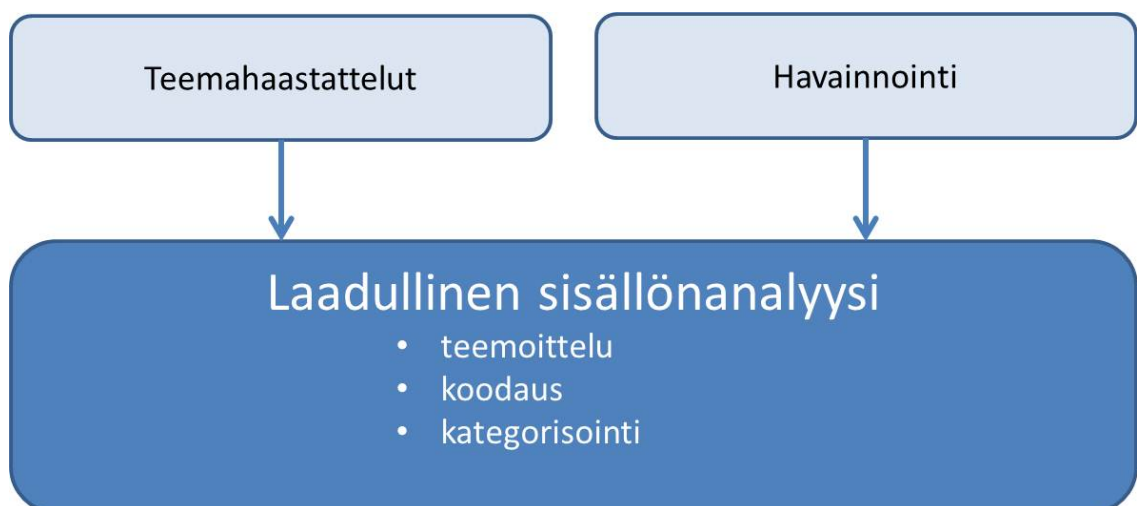 Teemahaastattelut
Havainnointi
Laadullinen sisällönanalyysi
• teemoittelu
• koodaus
• kategorisointi